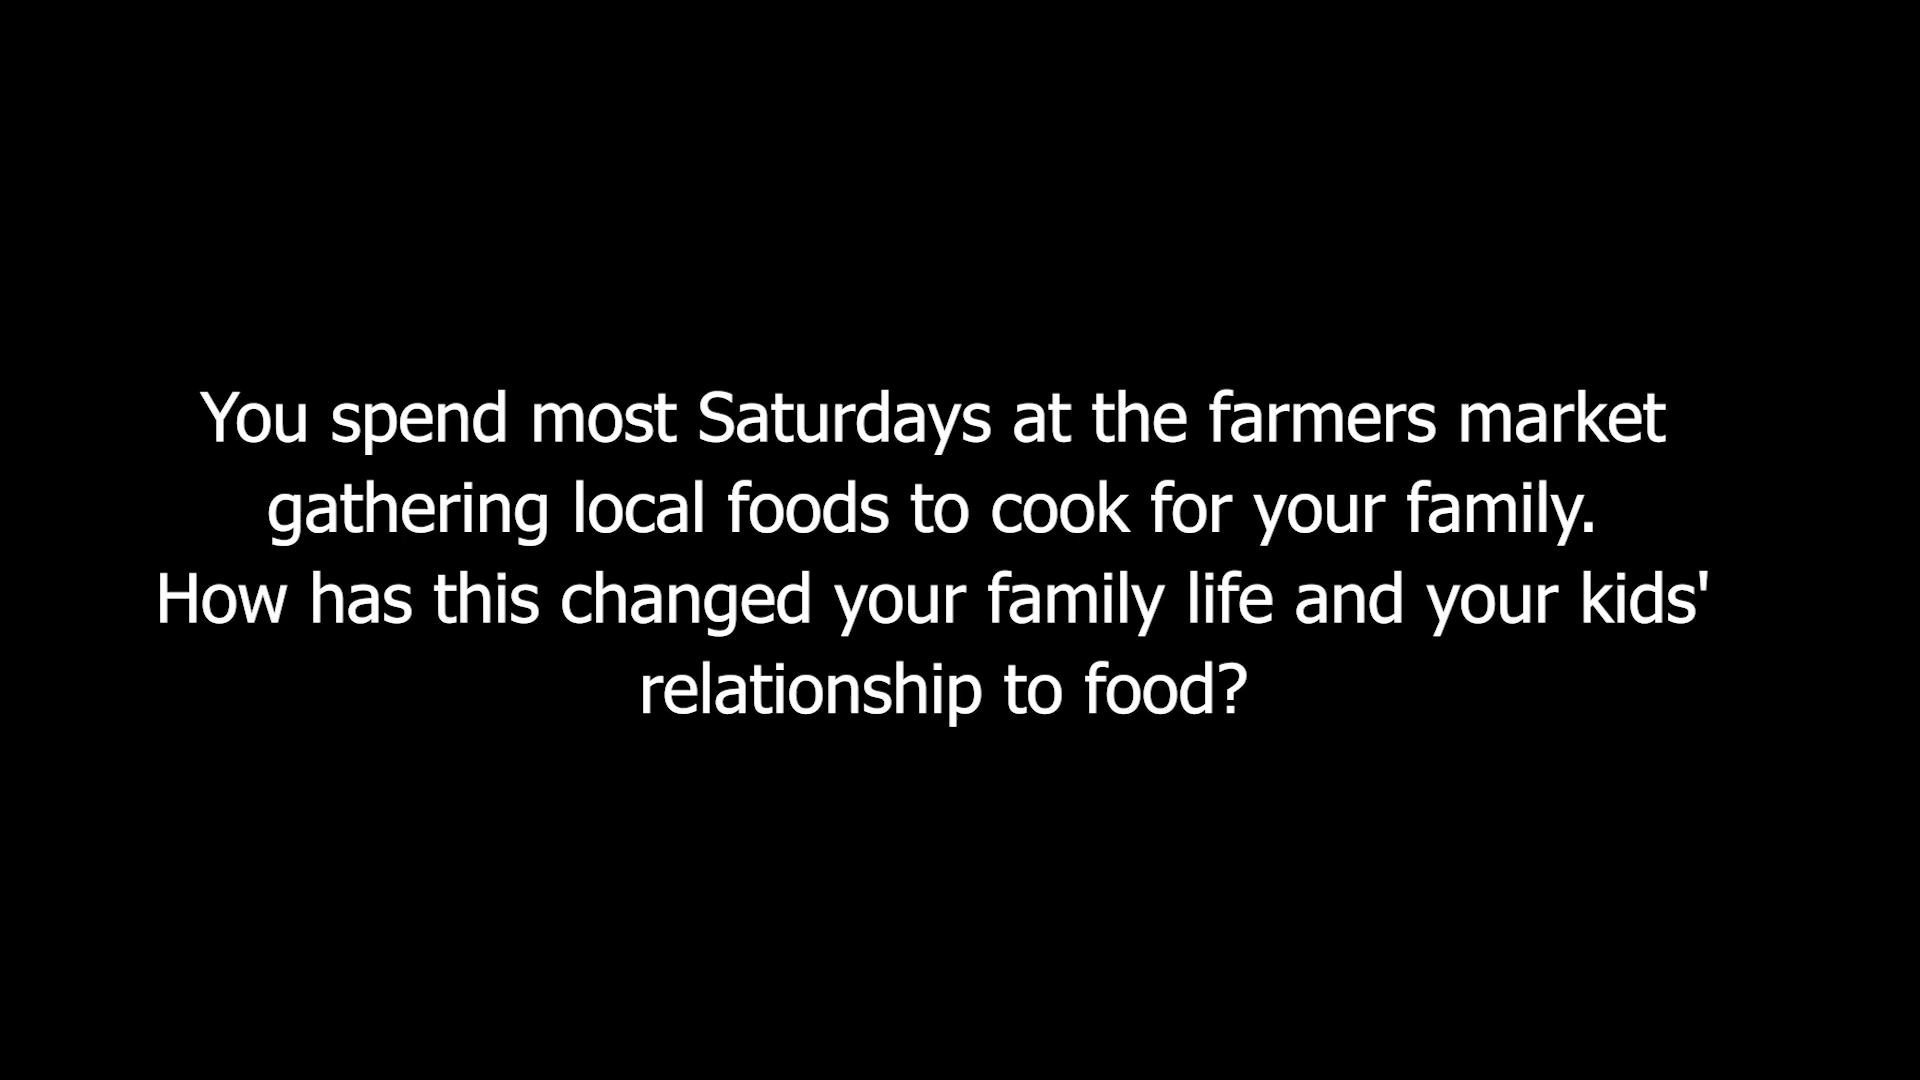 You spend most Saturdays at the farmers market
gathering local foods to cook for your family.
How has this changed your family life and your kids'
relationship to food?